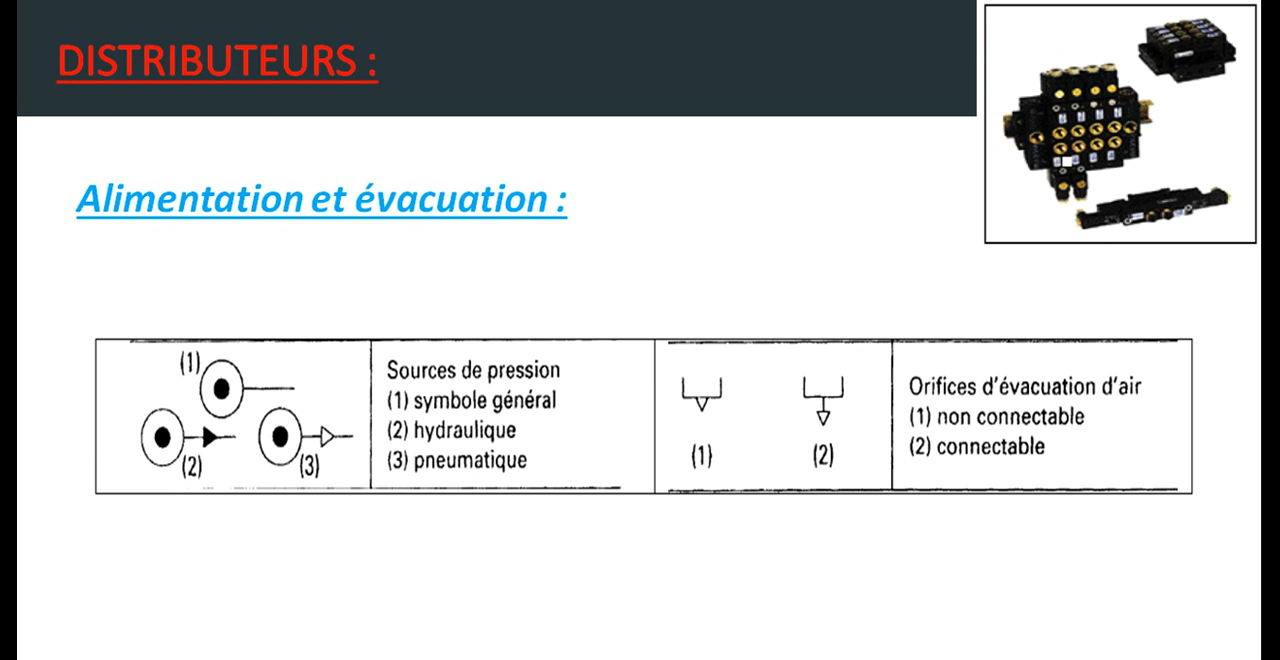 DISTRIBUTEURS :
Alimentation et évacuation :
(1)
(2)
(3)
Sources de pression
(1) symbole général
(2) hydraulique
(3) pneumatique
(1)
(2)
Orifices d'évacuation d'air
(1) non connectable
(2) connectable